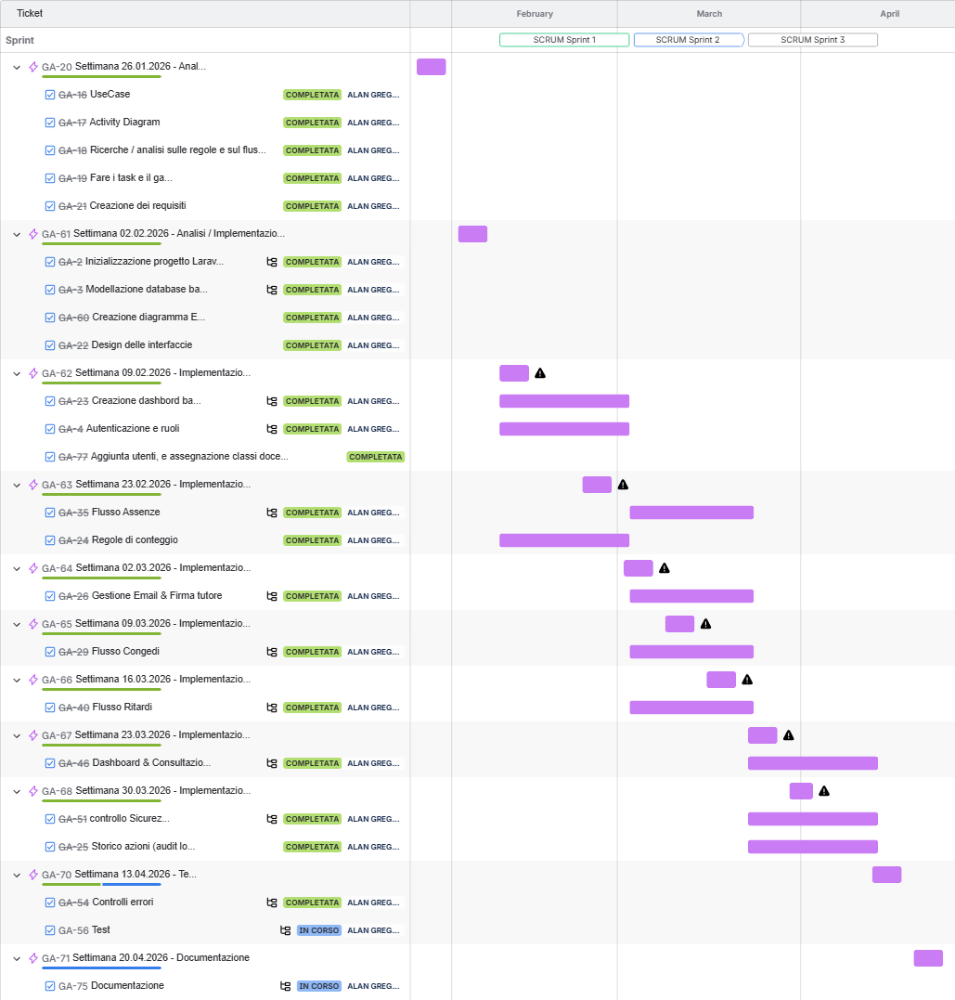 Ticket February March April
Sprint SCRUM Sprint 1 SCRUM Sprint 2 SCRUM Sprint 3
GA-20 Settimana 26.01.2026 - Anal...
GA-16 UseCase COMPLETATA ALAN GREG...
GA-17 Activity Diagram COMPLETATA ALAN GREG...
GA-18 Ricerche / analisi sulle regole e sul flus... COMPLETATA ALAN GREG...
GA-19 Fare i task e il ga... COMPLETATA ALAN GREG...
GA-21 Creazione dei requisiti COMPLETATA ALAN GREG...
GA-61 Settimana 02.02.2026 - Analisi / Implementazio...
GA-2 Inizializzazione progetto Larav... COMPLETATA ALAN GREG...
GA-3 Modellazione database ba... COMPLETATA ALAN GREG...
GA-60 Creazione diagramma E... COMPLETATA ALAN GREG...
GA-22 Design delle interfaccie COMPLETATA ALAN GREG...
GA-62 Settimana 09.02.2026 - Implementazio...
GA-23 Creazione dashbord ba... COMPLETATA ALAN GREG...
GA-4 Autenticazione e ruoli COMPLETATA ALAN GREG...
GA-77 Aggiunta utenti, e assegnazione classi doce... COMPLETATA
GA-63 Settimana 23.02.2026 - Implementazio...
GA-35 Flusso Assenze COMPLETATA ALAN GREG...
GA-24 Regole di conteggio COMPLETATA ALAN GREG...
GA-64 Settimana 02.03.2026 - Implementazio...
GA-26 Gestione Email & Firma tutore COMPLETATA ALAN GREG...
GA-65 Settimana 09.03.2026 - Implementazio...
GA-29 Flusso Congedi COMPLETATA ALAN GREG...
GA-66 Settimana 16.03.2026 - Implementazio...
GA-40 Flusso Ritardi COMPLETATA ALAN GREG...
GA-67 Settimana 23.03.2026 - Implementazio...
GA-46 Dashboard & Consultazio... COMPLETATA ALAN GREG...
GA-68 Settimana 30.03.2026 - Implementazio...
GA-51 controllo Sicurez... COMPLETATA ALAN GREG...
GA-25 Storico azioni (audit lo... COMPLETATA ALAN GREG...
GA-70 Settimana 13.04.2026 - Te...
GA-54 Controlli errori COMPLETATA ALAN GREG...
GA-56 Test IN CORSO ALAN GREG...
GA-71 Settimana 20.04.2026 - Documentazione
GA-75 Documentazione IN CORSO ALAN GREG...